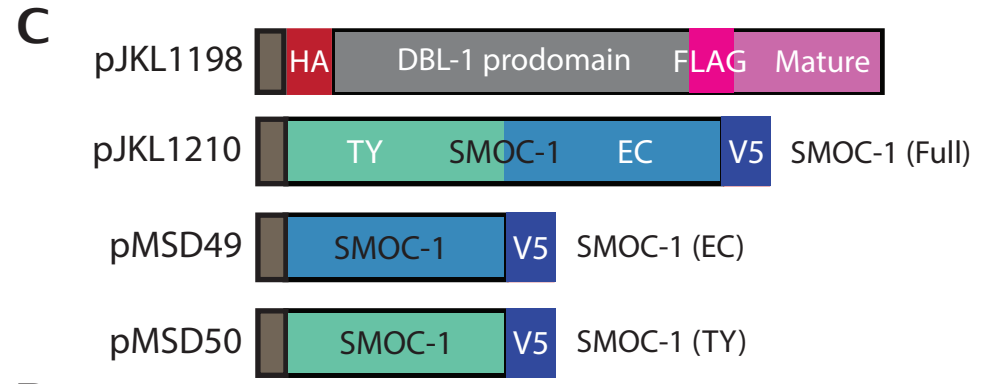 C
pJKL1198 HA DBL-1 prodomain FLAG Mature
pJKL1210 TY SMOC-1 EC V5 SMOC-1 (Full)
pMSD49 SMOC-1 V5 SMOC-1 (EC)
pMSD50 SMOC-1 V5 SMOC-1 (TY)